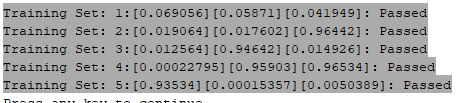 Training Set: 1:[0.069056][0.05871][0.041949]: Passed
Training Set: 2:[0.019064][0.017602][0.96442]: Passed
Training Set: 3:[0.012564][0.94642][0.014926]: Passed
Training Set: 4:[0.00022795][0.95903][0.96534]: Passed
Training Set: 5:[0.93534][0.00015357][0.0050389]: Passed
Press any key to continue